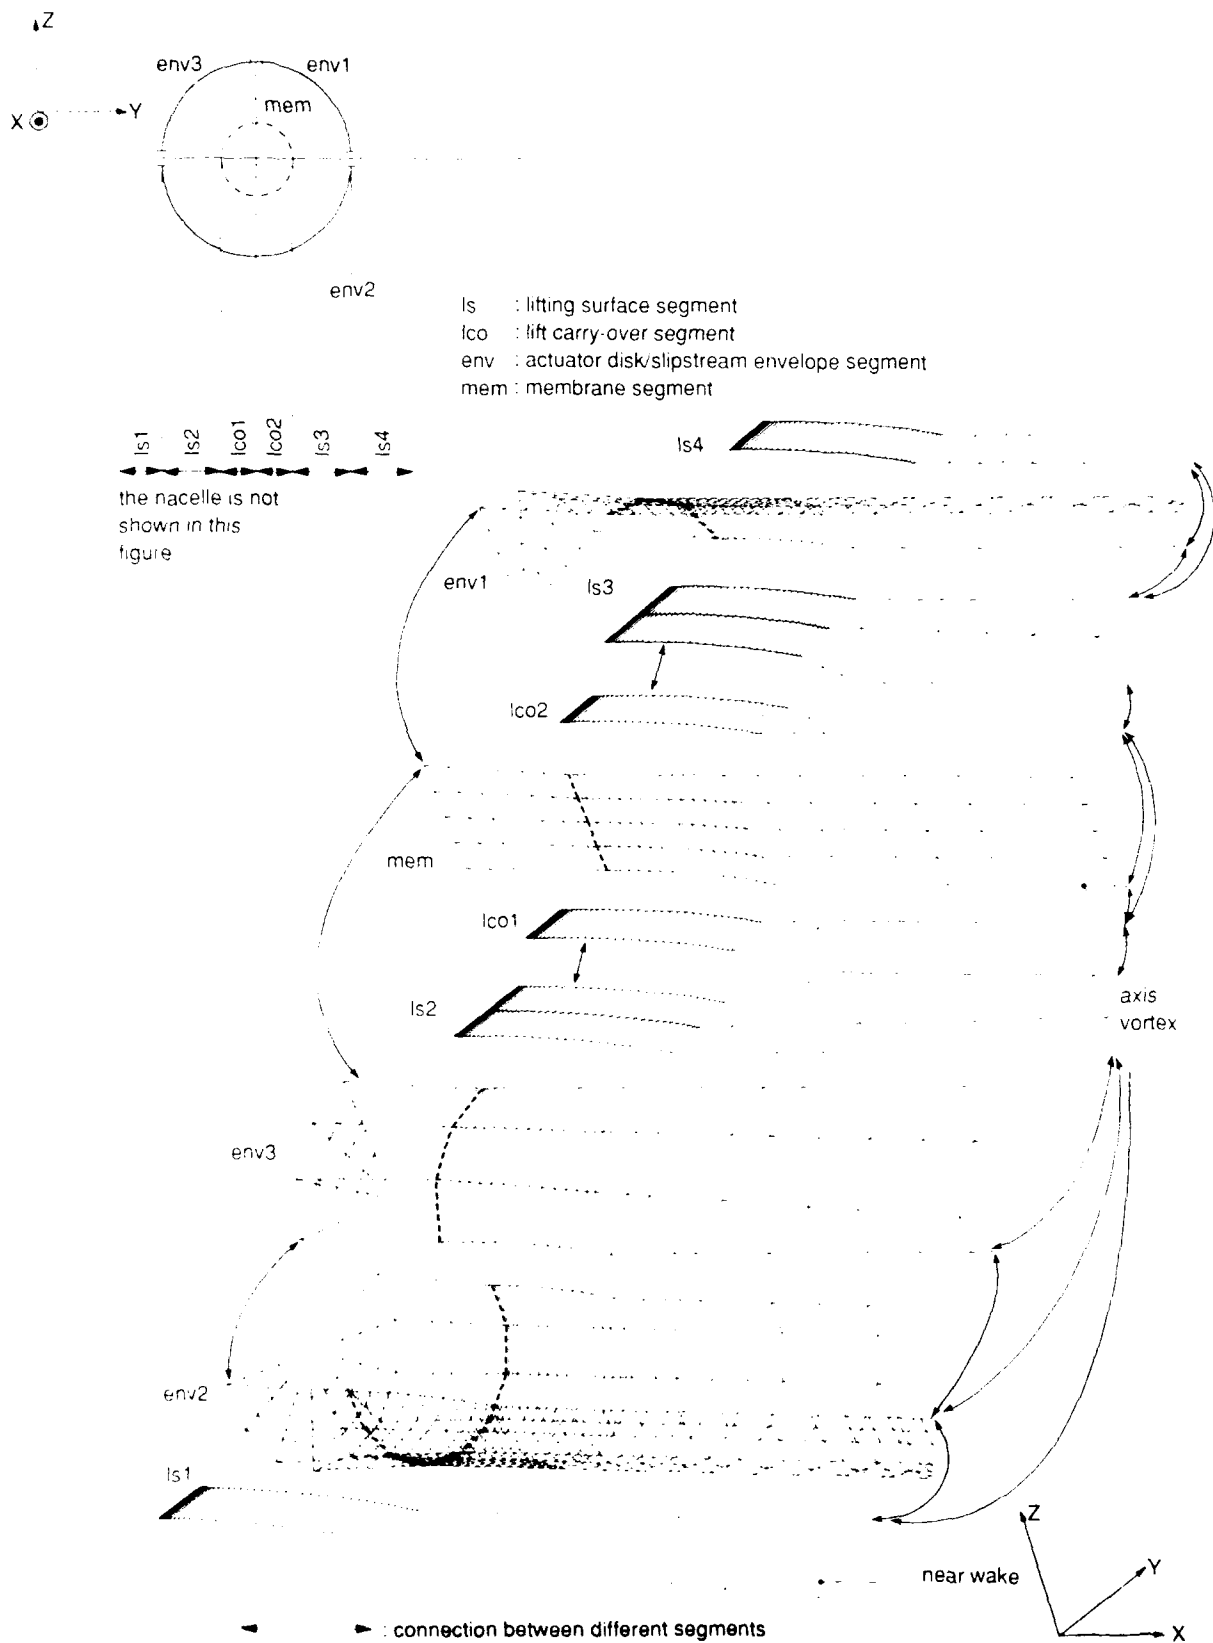 Z
env3
env1
mem
Y
X
env2
ls : lifting surface segment
lco : lift carry-over segment
env : actuator disk/slipstream envelope segment
mem : membrane segment
ls1
ls2
lco1
lco2
ls3
ls4
the nacelle is not
shown in this
figure
ls4
env1
ls3
lco2
mem
lco1
ls2
axis
vortex
env3
env2
ls1
Z
Y
near wake
X
: connection between different segments